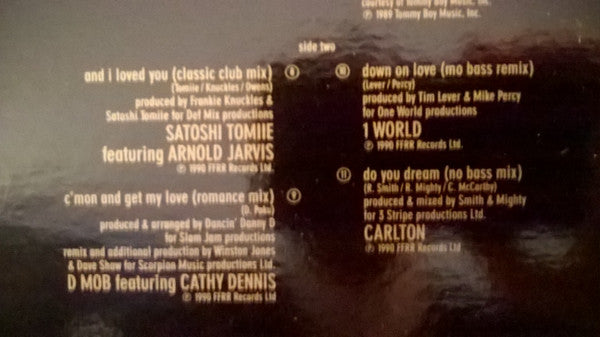 courtesy of Tommy Boy Music, Inc.
℗ 1989 Tommy Boy Music, Inc.
side two
and i loved you (classic club mix)
(Tomiie / Knuckles / Owens)
produced by Frankie Knuckles &
Satoshi Tomiie for Def Mix productions
SATOSHI TOMIIE
featuring ARNOLD JARVIS
℗ 1990 FFRR Records Ltd
c'mon and get my love (romance mix)
(D. Poku)
produced & arranged by Dancin' Danny D
for Slam Jam productions
remix and additional production by Winston Jones
& Dave Shaw for Scorpion Music productions Ltd.
D MOB featuring CATHY DENNIS
℗ 1990 FFRR Records Ltd
down on love (mo bass remix)
(Lever / Percy)
produced by Tim Lever & Mike Percy
for One World productions
1 WORLD
℗ 1990 FFRR Records Ltd.
do you dream (no bass mix)
(R. Smith / R. Mighty / C. McCarthy)
produced & mixed by Smith & Mighty
for 3 Stripe productions Ltd.
CARLTON
℗ 1990 FFRR Records Ltd